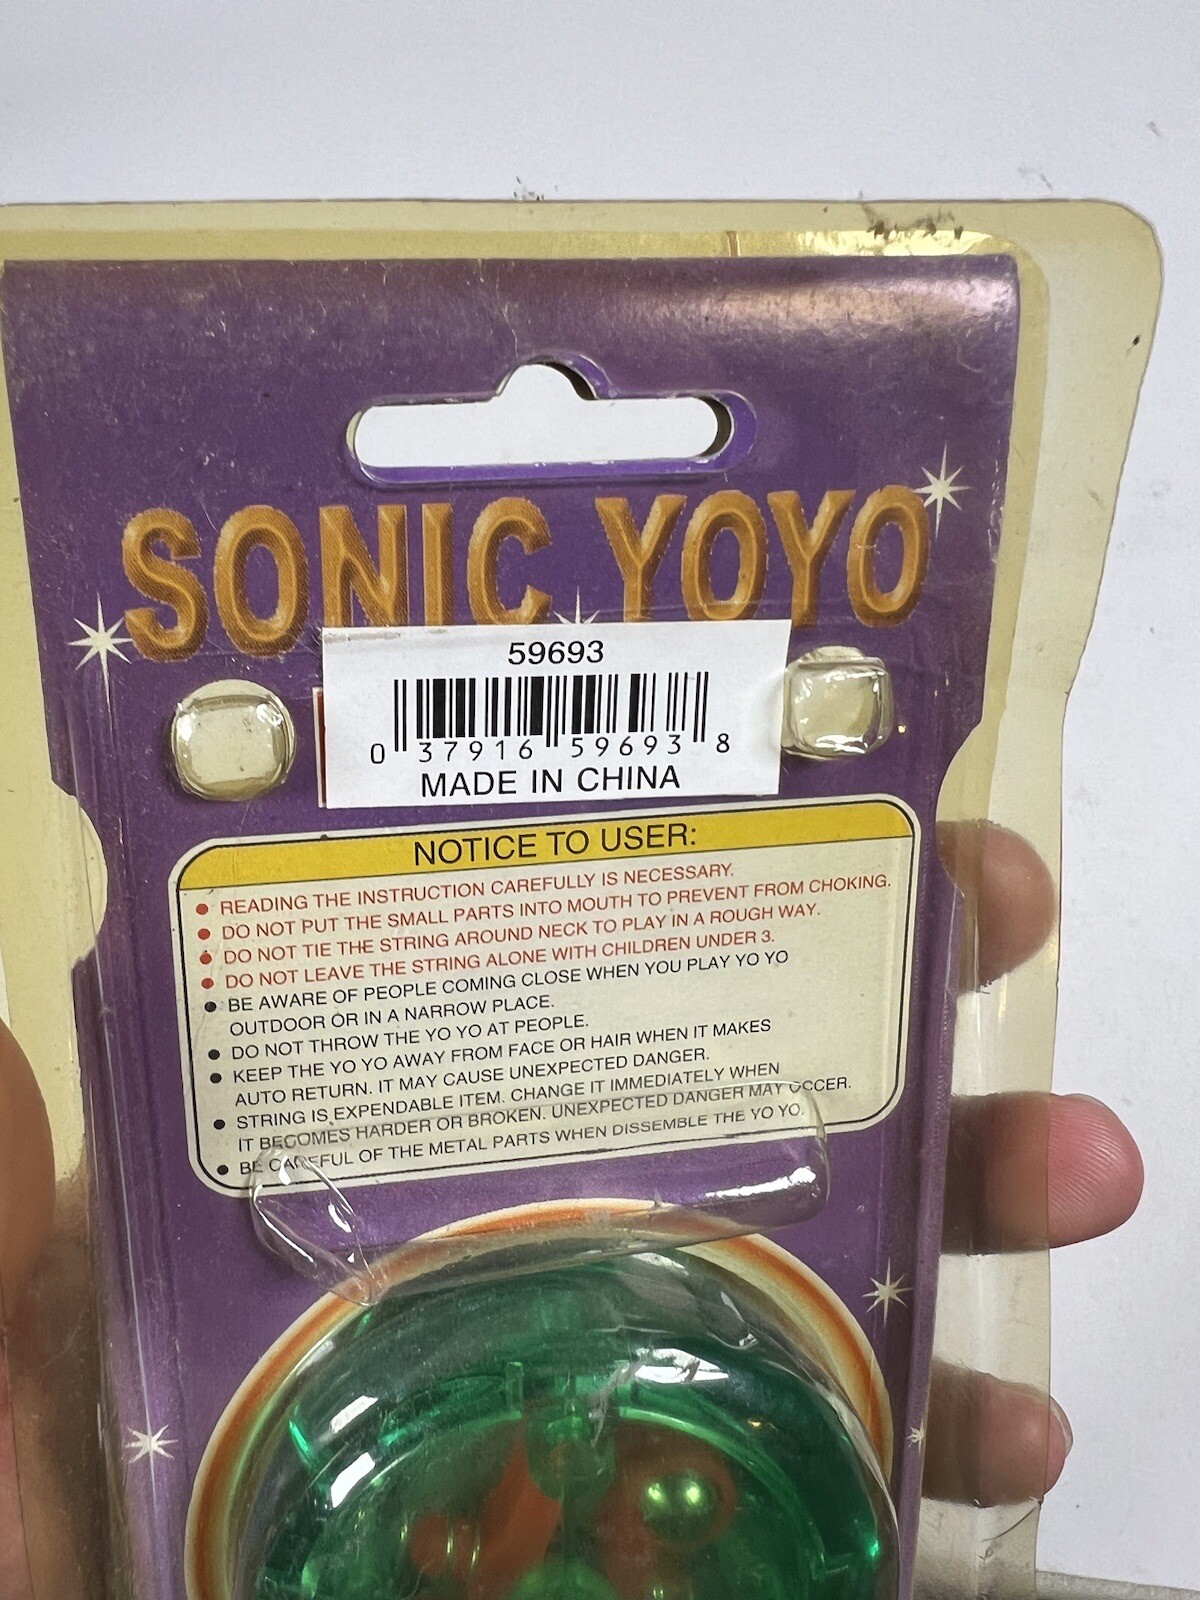 SONIC YOYO
59693
0 37916 59693 8
MADE IN CHINA
NOTICE TO USER:
● READING THE INSTRUCTION CAREFULLY IS NECESSARY.
● DO NOT PUT THE SMALL PARTS INTO MOUTH TO PREVENT FROM CHOKING.
● DO NOT TIE THE STRING AROUND NECK TO PLAY IN A ROUGH WAY.
● DO NOT LEAVE THE STRING ALONE WITH CHILDREN UNDER 3.
● BE AWARE OF PEOPLE COMING CLOSE WHEN YOU PLAY YO YO
OUTDOOR OR IN A NARROW PLACE.
● DO NOT THROW THE YO YO AT PEOPLE.
● KEEP THE YO YO AWAY FROM FACE OR HAIR WHEN IT MAKES
AUTO RETURN. IT MAY CAUSE UNEXPECTED DANGER.
● STRING IS EXPENDABLE ITEM. CHANGE IT IMMEDIATELY WHEN
IT BECOMES HARDER OR BROKEN. UNEXPECTED DANGER MAY OCCER.
● BE CAREFUL OF THE METAL PARTS WHEN DISSEMBLE THE YO YO.